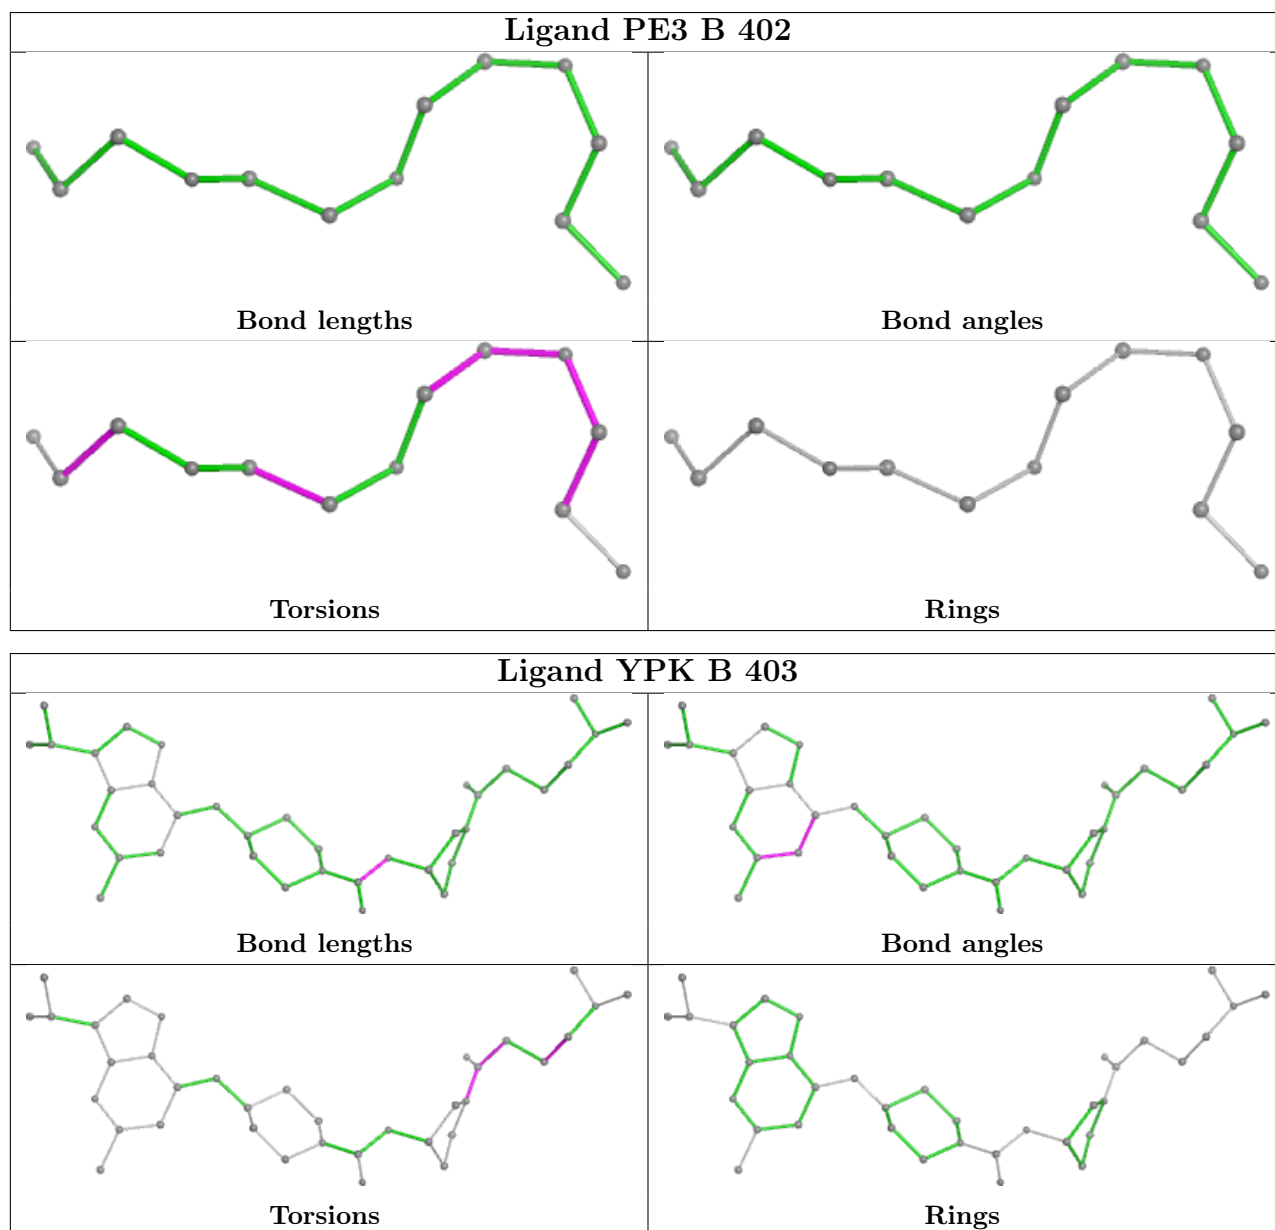 Ligand PE3 B 402
Bond lengths
Bond angles
Torsions
Rings
Ligand YPK B 403
Bond lengths
Bond angles
Torsions
Rings